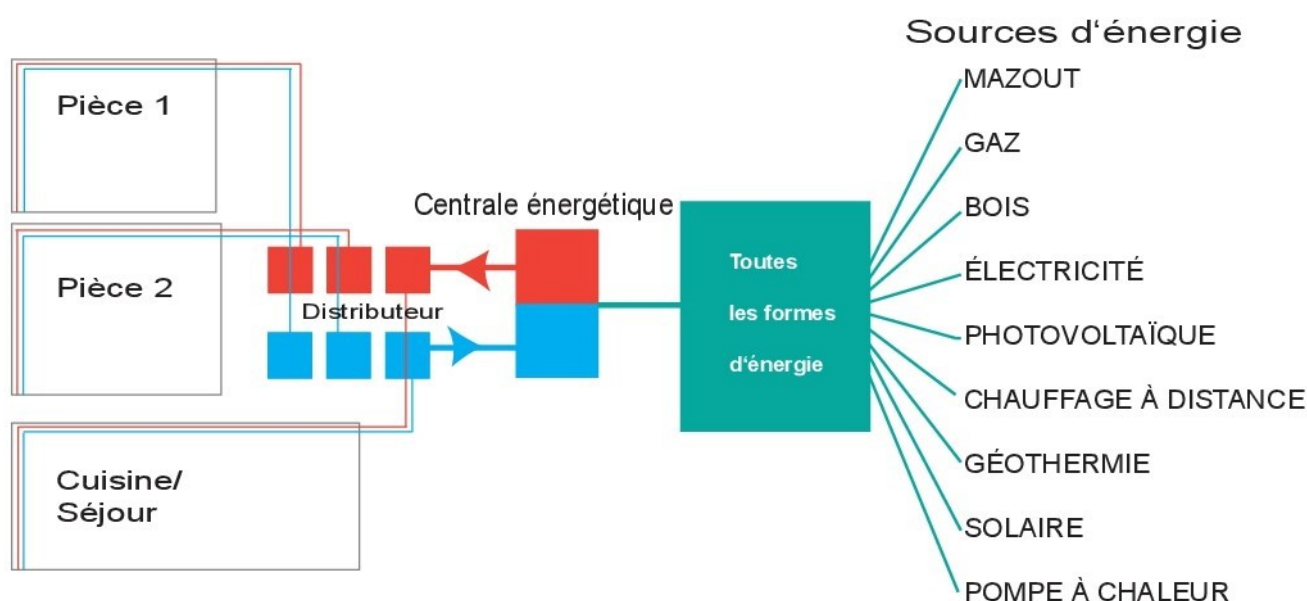 Sources d‘énergie
Pièce 1
Pièce 2
Cuisine/
Séjour
Distributeur
Centrale énergétique
Toutes
les formes
d‘énergie
MAZOUT
GAZ
BOIS
ÉLECTRICITÉ
PHOTOVOLTAÏQUE
CHAUFFAGE À DISTANCE
GÉOTHERMIE
SOLAIRE
POMPE À CHALEUR